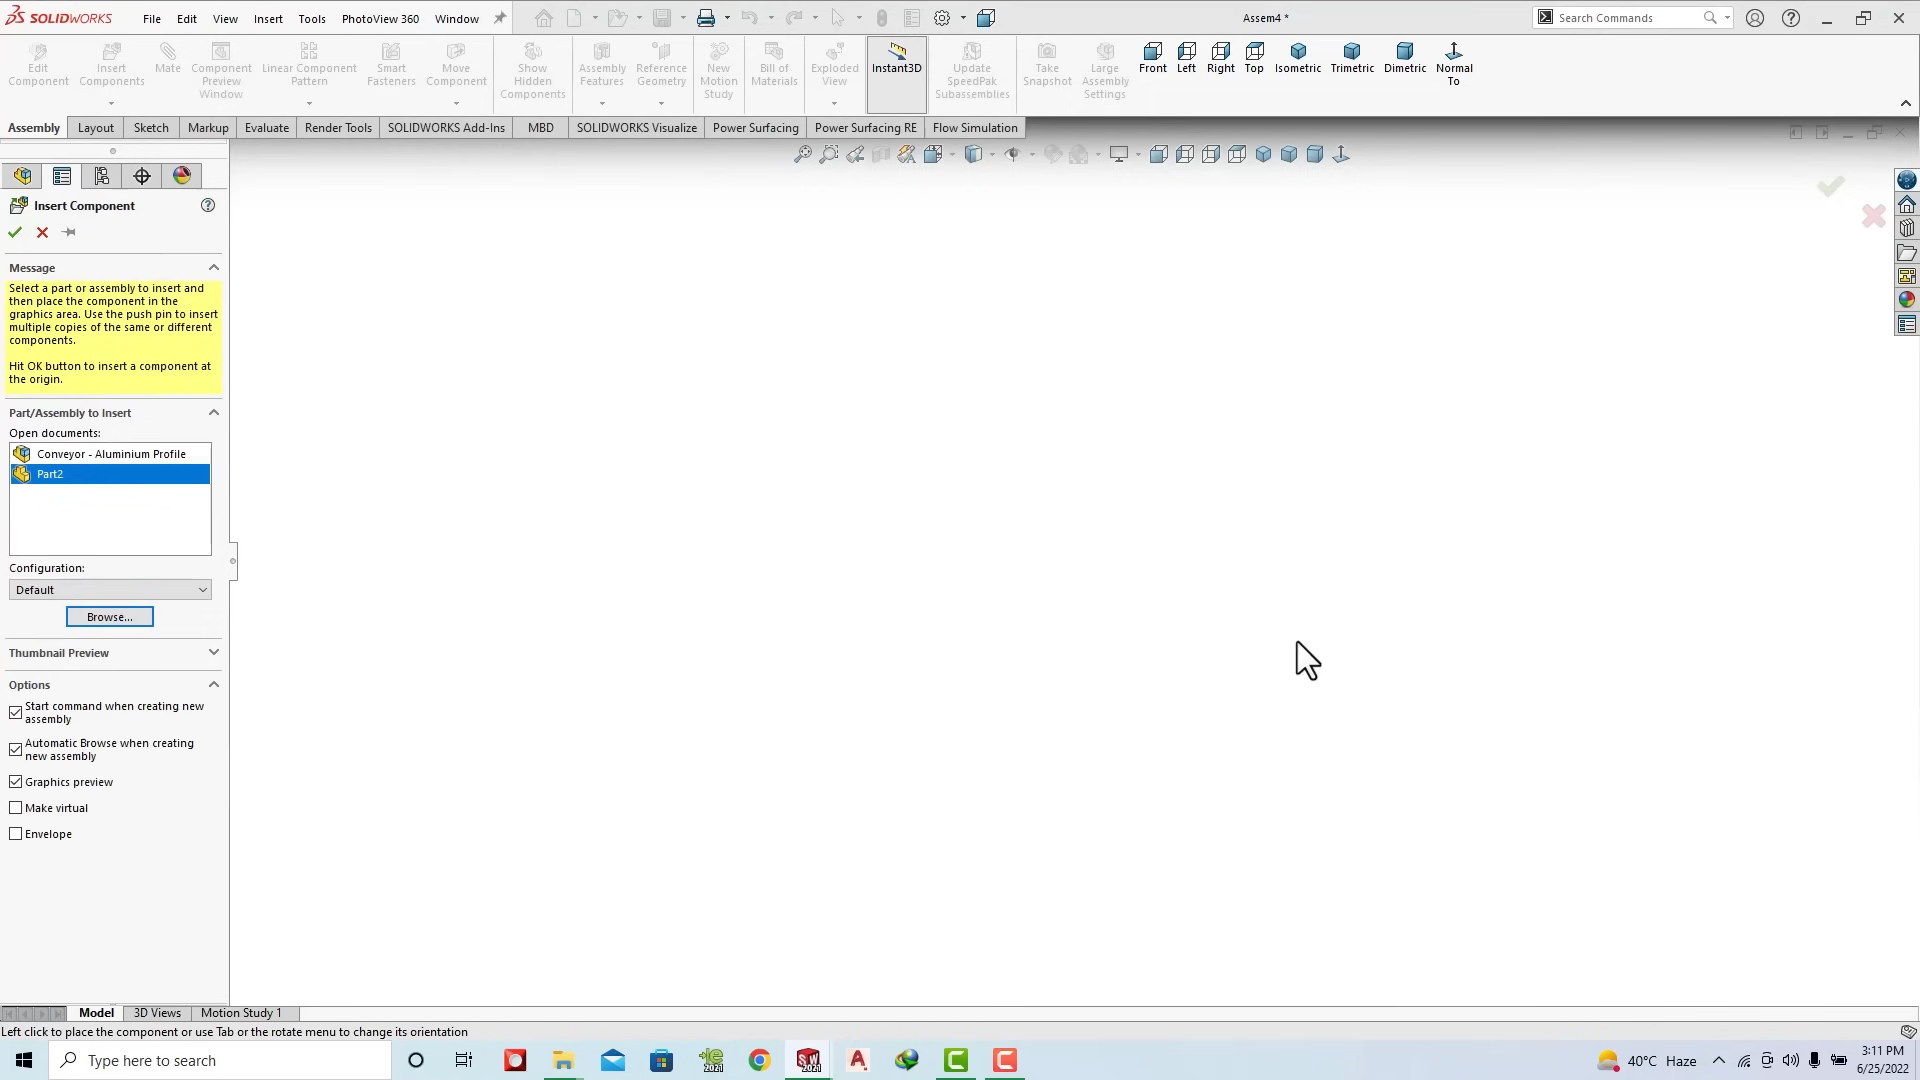 SOLIDWORKS File Edit View Insert Tools PhotoView 360 Window Assem4 * Search Commands
Edit Component
Insert Components
Mate
Component Preview Window
Linear Component Pattern
Smart Fasteners
Move Component
Show Hidden Components
Assembly Features
Reference Geometry
New Motion Study
Bill of Materials
Exploded View
Instant3D
Update SpeedPak Subassemblies
Take Snapshot
Large Assembly Settings
Front Left Right Top Isometric Trimetric Dimetric Normal To
Assembly Layout Sketch Markup Evaluate Render Tools SOLIDWORKS Add-Ins MBD SOLIDWORKS Visualize Power Surfacing Power Surfacing RE Flow Simulation
Insert Component
Message
Select a part or assembly to insert and
then place the component in the
graphics area. Use the push pin to insert
multiple copies of the same or different
components.
Hit OK button to insert a component at
the origin.
Part/Assembly to Insert
Open documents:
Conveyor - Aluminium Profile
Part2
Configuration:
Default
Browse...
Thumbnail Preview
Options
Start command when creating new
assembly
Automatic Browse when creating
new assembly
Graphics preview
Make virtual
Envelope
Model 3D Views Motion Study 1
Left click to place the component or use Tab or the rotate menu to change its orientation
Type here to search
2021
SW
2021
40°C Haze
3:11 PM
6/25/2022